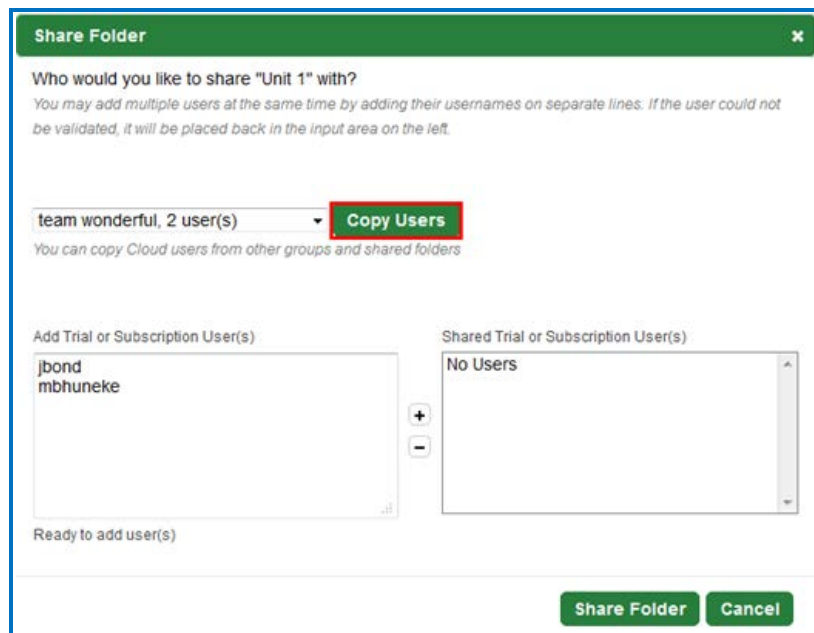 Share Folder
Who would you like to share "Unit 1" with?
You may add multiple users at the same time by adding their usernames on separate lines. If the user could not
be validated, it will be placed back in the input area on the left.
team wonderful, 2 user(s)
Copy Users
You can copy Cloud users from other groups and shared folders
Add Trial or Subscription User(s)
Shared Trial or Subscription User(s)
jbond
mbhuneke
No Users
+
-
Ready to add user(s)
Share Folder
Cancel